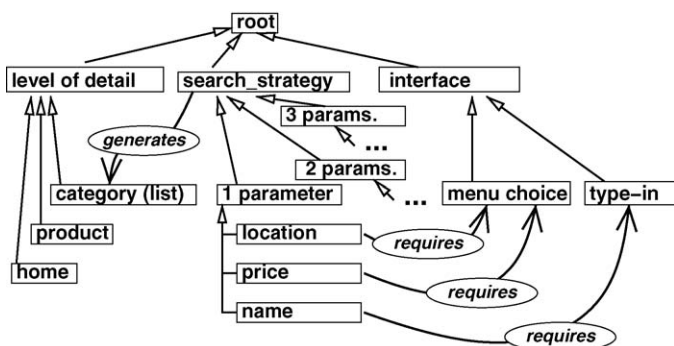 root
level of detail
search_strategy
interface
3 params.
generates
...
2 params.
category (list)
1 parameter
...
menu choice
type-in
product
location
requires
home
price
requires
name
requires